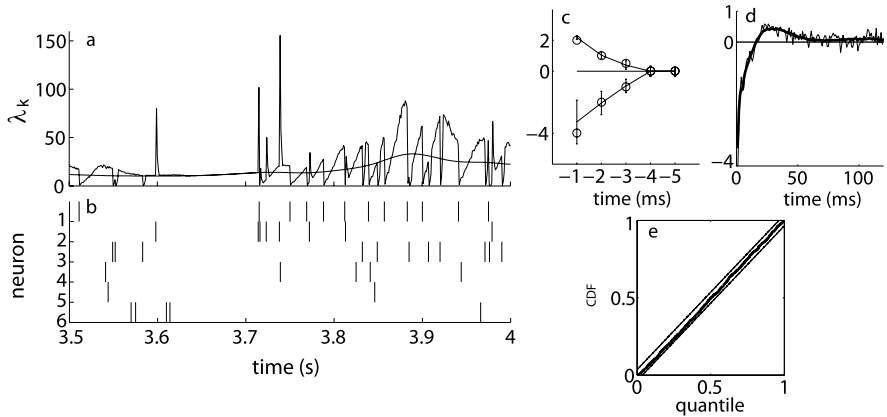 a
150
100
50
0
λk
b
1
2
3
4
5
6
neuron
3.5 3.6 3.7 3.8 3.9 4
time (s)
c
2
0
−4
−1 −2 −3 −4 −5
time (ms)
d
1
0
−4
0 50 100
time (ms)
e
1
0.5
0
CDF
0 0.5 1
quantile